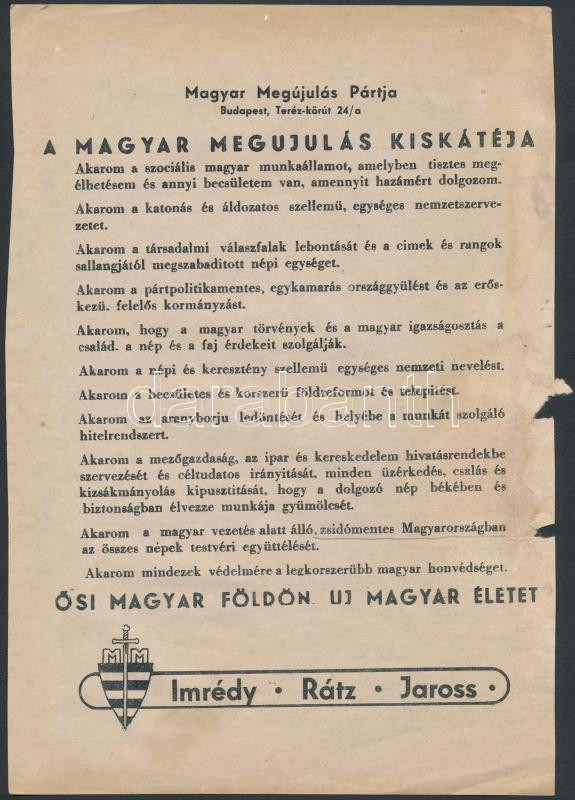 Magyar Megújulás Pártja
Budapest, Teréz-körút 24/a
A MAGYAR MEGUJULÁS KISKÁTÉJA
Akarom a szociális magyar munkaállamot, amelyben tisztes meg-
élhetésem és annyi becsületem van, amennyit hazámért dolgozom.
Akarom a katonás és áldozatos szellemü, egységes nemzetszerve-
zetet.
Akarom a társadalmi válaszfalak lebontását és a cimek és rangok
sallangjától megszabaditott népi egységet.
Akarom a pártpolitikamentes, egykamarás országgyülést és az erős-
kezü. felelős kormányzást.
Akarom, hogy a magyar törvények és a magyar igazságosztás a
család. a nép és a faj érdekeit szolgálják.
Akarom a népi és keresztény szellemü egységes nemzeti nevelést.
Akarom a becsületes és korszerü földreformot és telepitést.
Akarom az aranyborju ledöntését és helyébe a munkát szolgáló
hitelrendszert.
Akarom a mezőgazdaság, az ipar és kereskedelem hivatásrendekbe
szervezését és céltudatos irányitását, minden üzérkedés, csalás és
kizsákmányolás kipusztitását, hogy a dolgozó nép békében és
biztonságban élvezze munkája gyümölcsét.
Akarom a magyar vezetés alatt álló, zsidómentes Magyarországban
az összes népek testvéri együttélését.
Akarom mindezek védelmére a legkorszerübb magyar honvédséget.
ŐSI MAGYAR FÖLDÖN UJ MAGYAR ÉLETET
M M
Imrédy • Rátz • Jaross •
darabanth